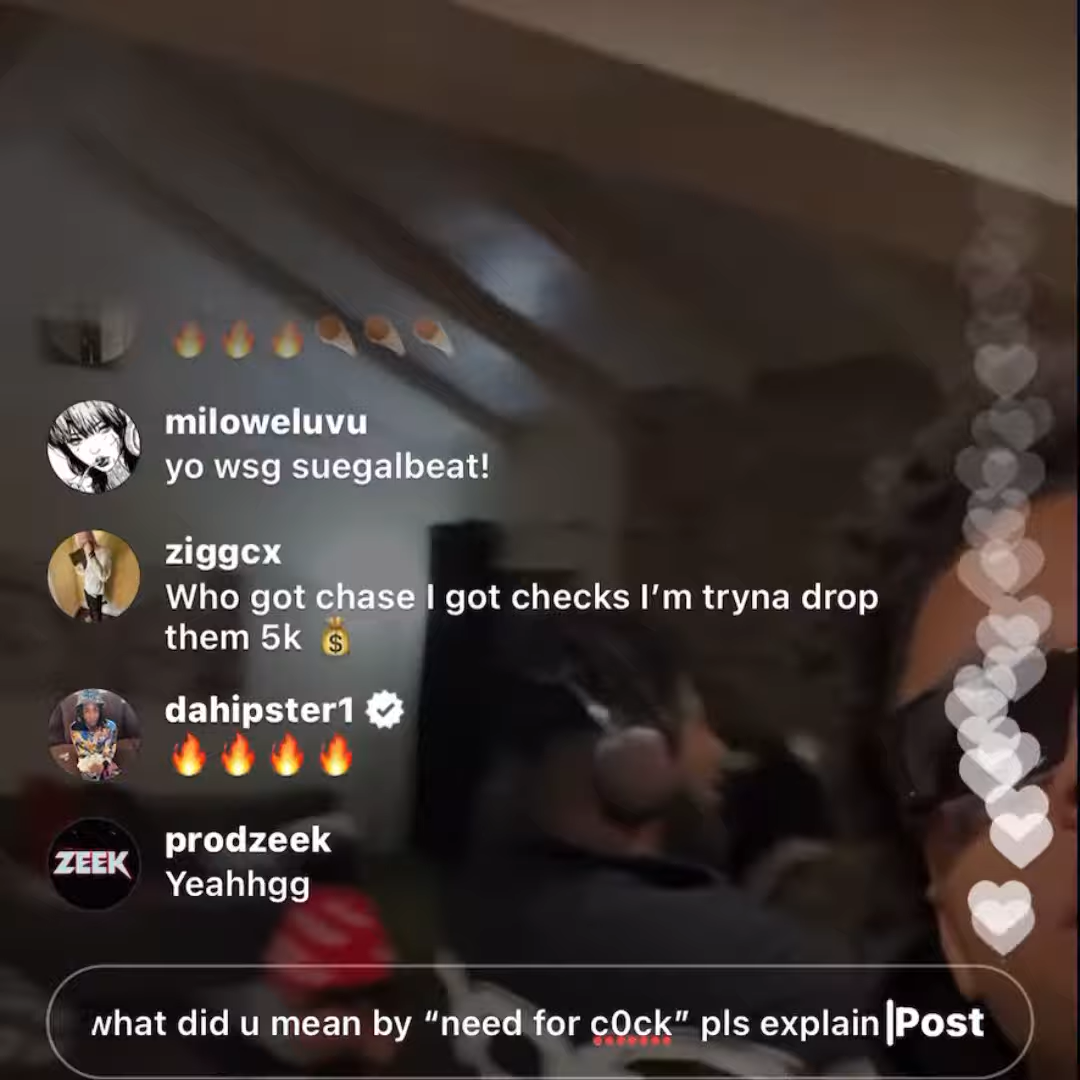 🔥🔥🔥🪘🪘🪘
miloweluvu
yo wsg suegalbeat!
ziggcx
Who got chase I got checks I’m tryna drop
them 5k 💰
dahipster1
🔥🔥🔥🔥
ZEEK
prodzeek
Yeahhgg
what did u mean by “need for c0ck” pls explain Post